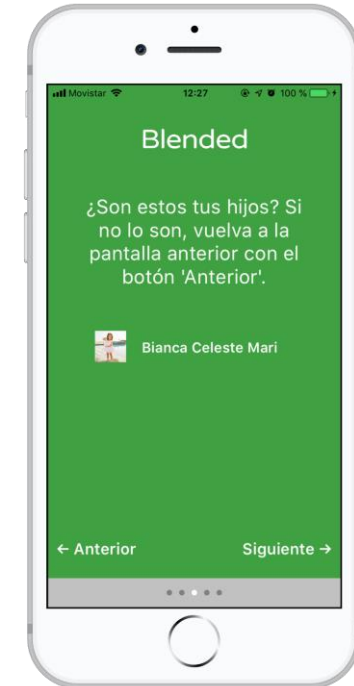 Movistar 12:27 100 %
Blended
¿Son estos tus hijos? Si
no lo son, vuelva a la
pantalla anterior con el
botón 'Anterior'.
Bianca Celeste Mari
← Anterior Siguiente →